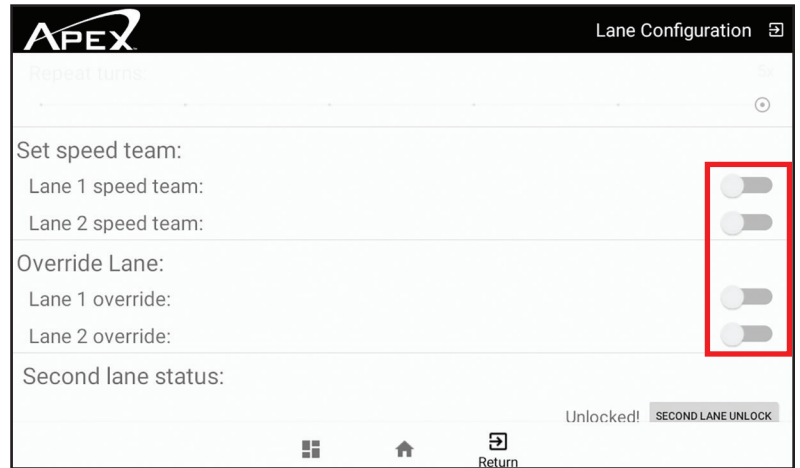 APEX
Lane Configuration
Repeat turns:
Set speed team:
Lane 1 speed team:
Lane 2 speed team:
Override Lane:
Lane 1 override:
Lane 2 override:
Second lane status:
Unlocked! SECOND LANE UNLOCK
Return